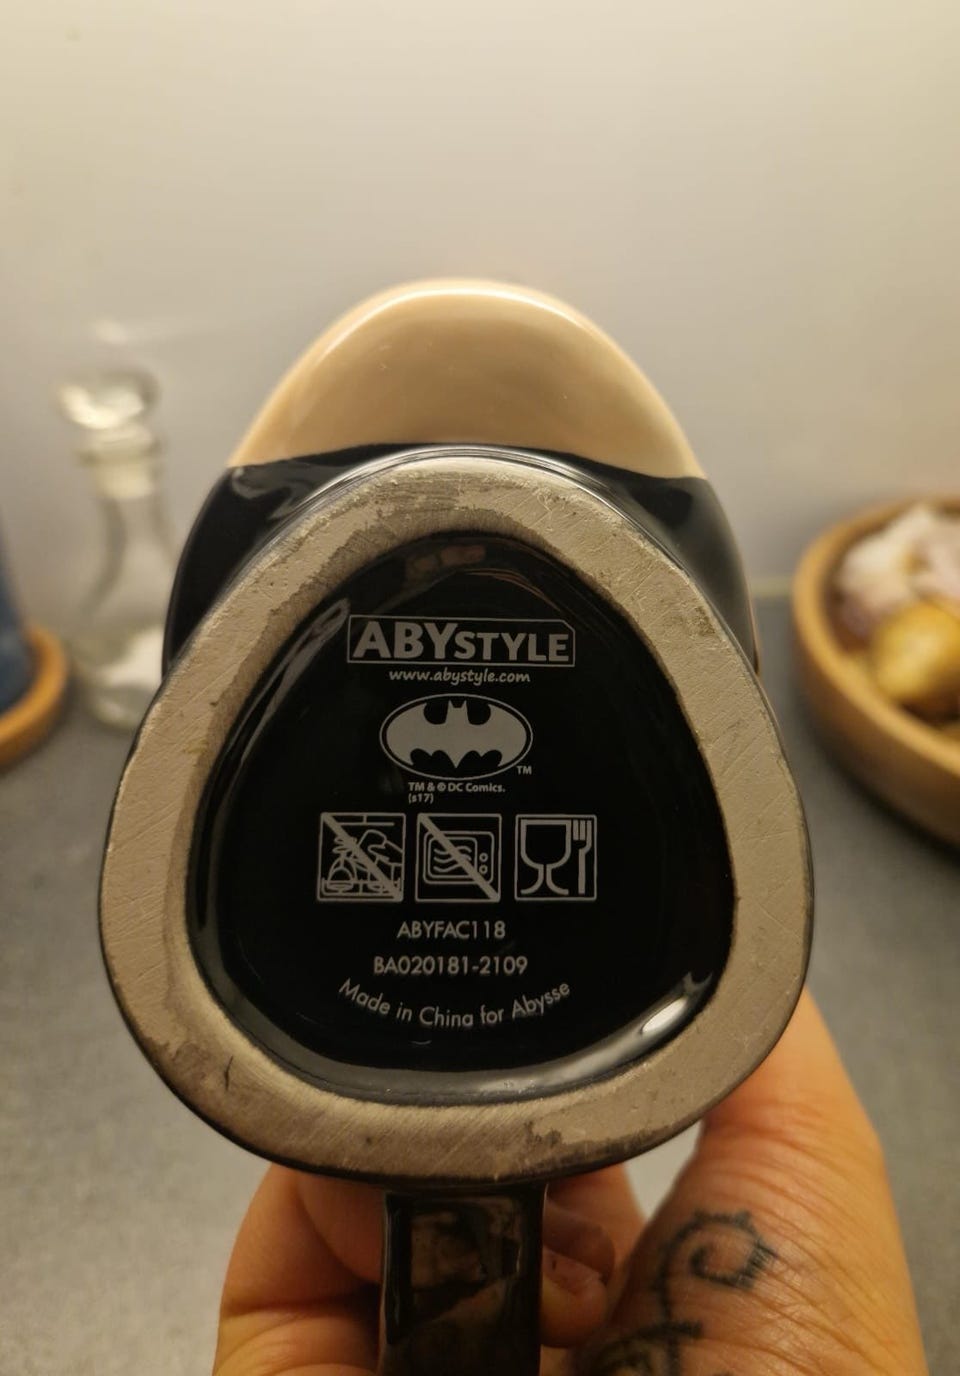 ABYSTYLE
www.abystyle.com
TM
TM & © DC Comics.
(s17)
ABYFAC118
BA020181-2109
Made in China for Abysse